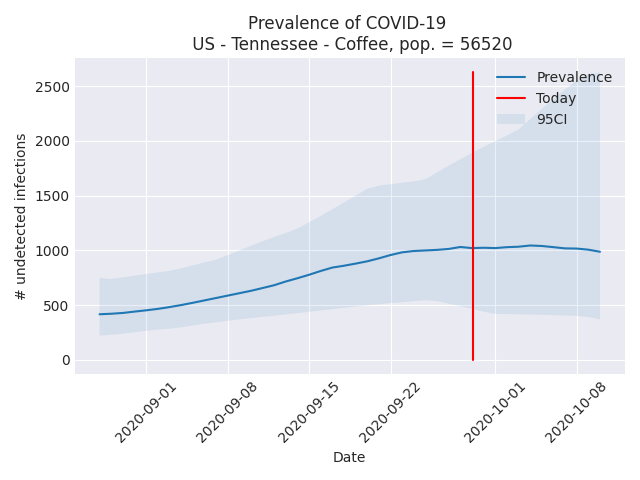 Prevalence of COVID-19
US - Tennessee - Coffee, pop. = 56520
Prevalence
Today
95CI
2500
2000
1500
1000
500
0
# undetected infections
2020-09-01
2020-09-08
2020-09-15
2020-09-22
2020-10-01
2020-10-08
Date